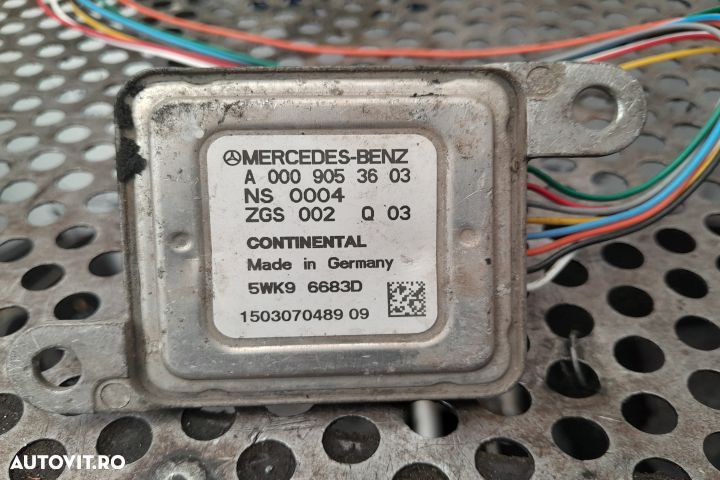 MERCEDES-BENZ
A 000 905 36 03
NS 0004
ZGS 002 Q 03
CONTINENTAL
Made in Germany
5WK9 6683D
1503070489 09
AUTOVIT.RO